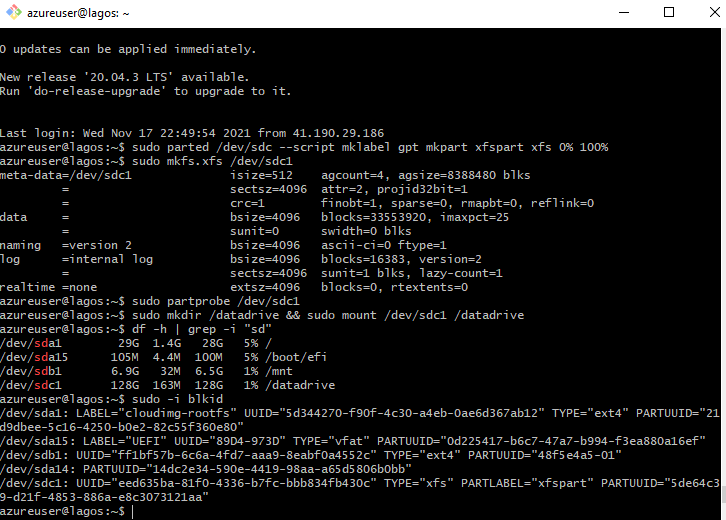 azureuser@lagos: ~
0 updates can be applied immediately.
New release '20.04.3 LTS' available.
Run 'do-release-upgrade' to upgrade to it.
Last login: Wed Nov 17 22:49:54 2021 from 41.190.29.186
azureuser@lagos:~$ sudo parted /dev/sdc --script mklabel gpt mkpart xfspart xfs 0% 100%
azureuser@lagos:~$ sudo mkfs.xfs /dev/sdc1
meta-data=/dev/sdc1              isize=512    agcount=4, agsize=8388480 blks
         =                       sectsz=4096  attr=2, projid32bit=1
         =                       crc=1        finobt=1, sparse=0, rmapbt=0, reflink=0
data     =                       bsize=4096   blocks=33553920, imaxpct=25
         =                       sunit=0      swidth=0 blks
naming   =version 2              bsize=4096   ascii-ci=0 ftype=1
log      =internal log           bsize=4096   blocks=16383, version=2
         =                       sectsz=4096  sunit=1 blks, lazy-count=1
realtime =none                   extsz=4096   blocks=0, rtextents=0
azureuser@lagos:~$ sudo partprobe /dev/sdc1
azureuser@lagos:~$ sudo mkdir /datadrive && sudo mount /dev/sdc1 /datadrive
azureuser@lagos:~$ df -h | grep -i "sd"
/dev/sda1        29G  1.4G   28G   5% /
/dev/sda15      105M  4.4M  100M   5% /boot/efi
/dev/sdb1       6.9G   32M  6.5G   1% /mnt
/dev/sdc1       128G  163M  128G   1% /datadrive
azureuser@lagos:~$ sudo -i blkid
/dev/sda1: LABEL="cloudimg-rootfs" UUID="5d344270-f90f-4c30-a4eb-0ae6d367ab12" TYPE="ext4" PARTUUID="21
d9dbee-5c16-4250-b0e2-82c55f360e80"
/dev/sda15: LABEL="UEFI" UUID="89D4-973D" TYPE="vfat" PARTUUID="0d225417-b6c7-47a7-b994-f3ea880a16ef"
/dev/sdb1: UUID="ff1bf57b-6c6a-4fd7-aaa9-8eabf0a4552c" TYPE="ext4" PARTUUID="48f5e4a5-01"
/dev/sda14: PARTUUID="14dc2e34-590e-4419-98aa-a65d5806b0bb"
/dev/sdc1: UUID="eed635ba-81f0-4336-b7fc-bbb834fb430c" TYPE="xfs" PARTLABEL="xfspart" PARTUUID="5de64c3
9-d21f-4853-886a-e8c3073121aa"
azureuser@lagos:~$